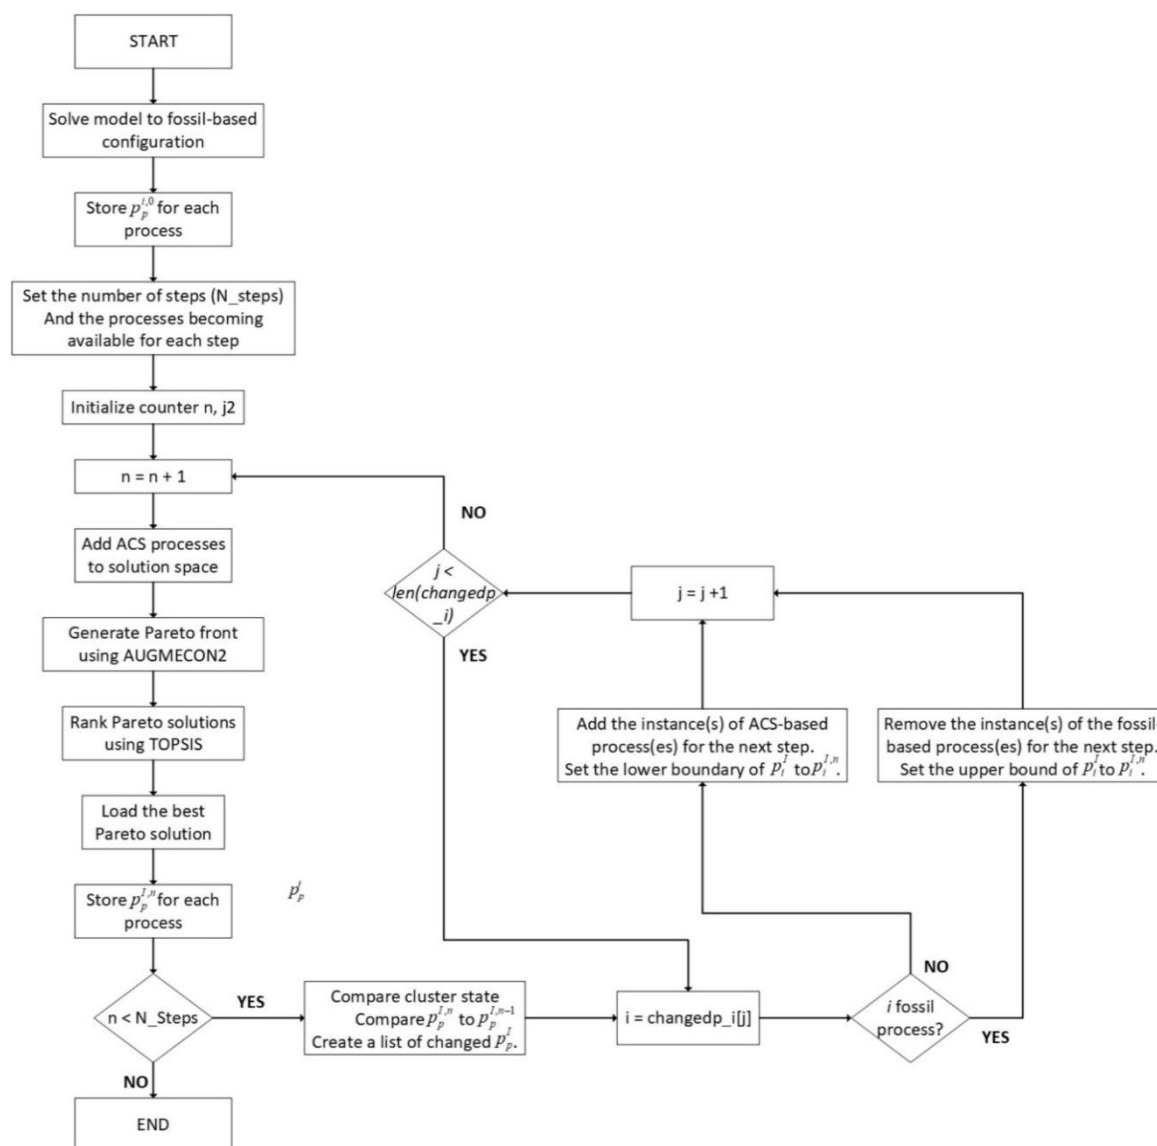 START
Solve model to fossil-based
configuration
Store p_p^{i,0} for each
process
Set the number of steps (N_steps)
And the processes becoming
available for each step
Initialize counter n, j2
n = n + 1
Add ACS processes
to solution space
Generate Pareto front
using AUGMECON2
Rank Pareto solutions
using TOPSIS
Load the best
Pareto solution
Store p_p^{I,n} for each
process
p_p^i
n < N_Steps
YES
NO
END
Compare cluster state
Compare p_p^{I,n} to p_p^{I,n-1}
Create a list of changed p_p^I.
i = changedp_i[j]
i fossil
process?
NO
YES
Add the instance(s) of ACS-based
process(es) for the next step.
Set the lower boundary of p_i^I to p_i^{I,n}.
Remove the instance(s) of the fossil-
based process(es) for the next step.
Set the upper bound of p_i^I to p_i^{I,n}.
j = j +1
j <
len(changedp
_i)
NO
YES